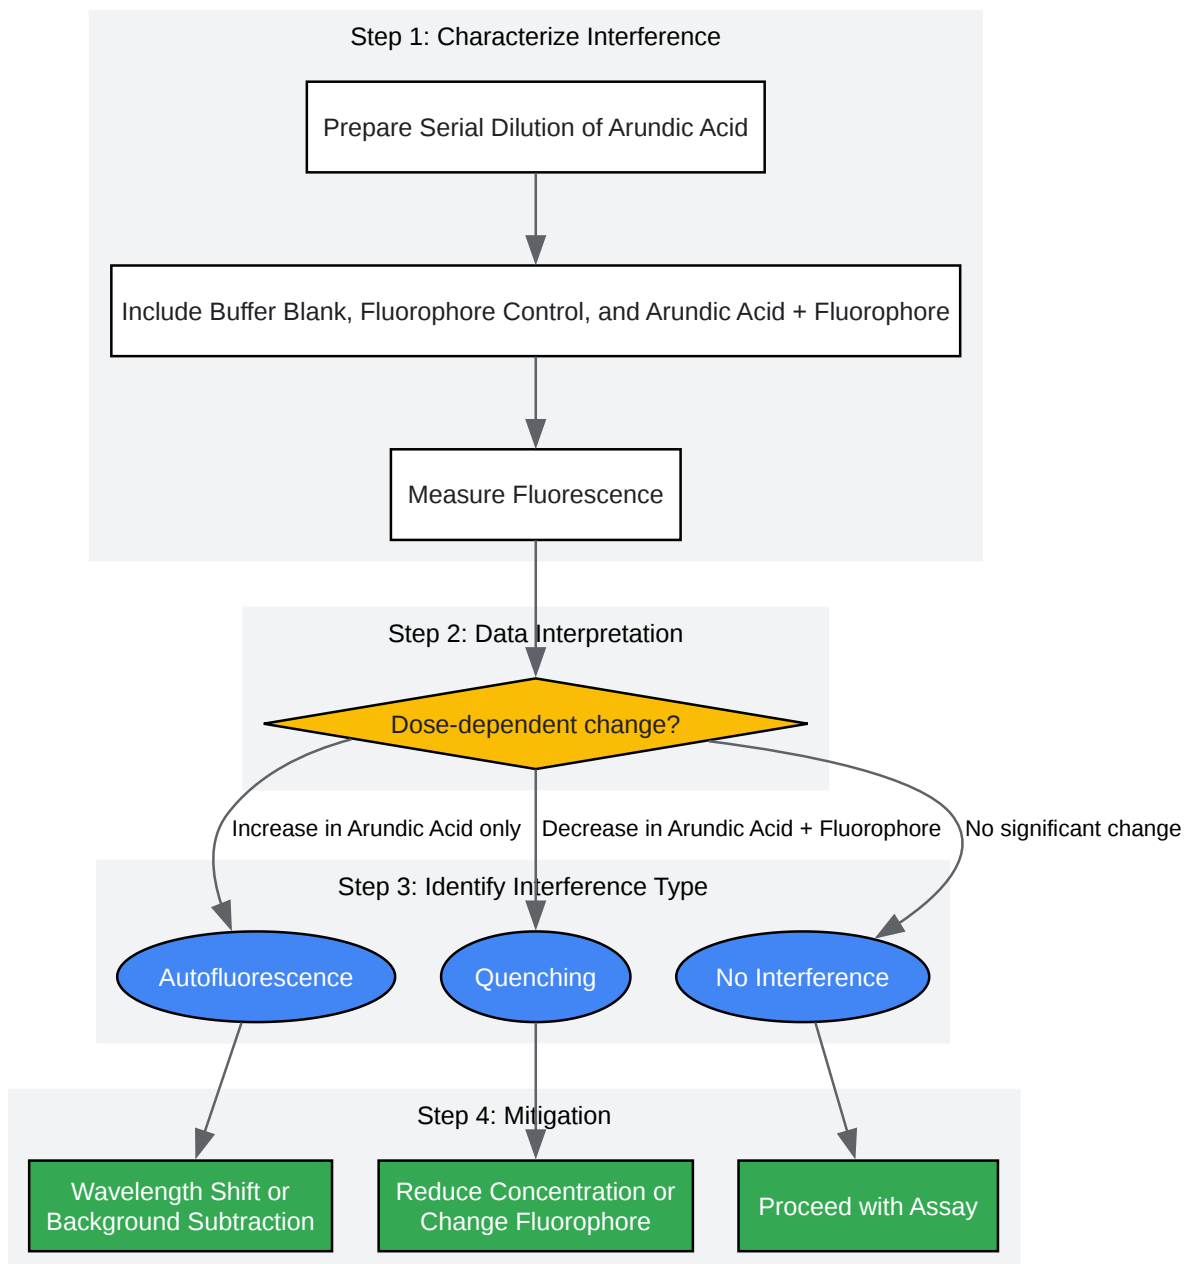 Step 1: Characterize Interference
Prepare Serial Dilution of Arundic Acid
Include Buffer Blank, Fluorophore Control, and Arundic Acid + Fluorophore
Measure Fluorescence
Step 2: Data Interpretation
Dose-dependent change?
Increase in Arundic Acid only
Decrease in Arundic Acid + Fluorophore
No significant change
Step 3: Identify Interference Type
Autofluorescence
Quenching
No Interference
Step 4: Mitigation
Wavelength Shift or
Background Subtraction
Reduce Concentration or
Change Fluorophore
Proceed with Assay